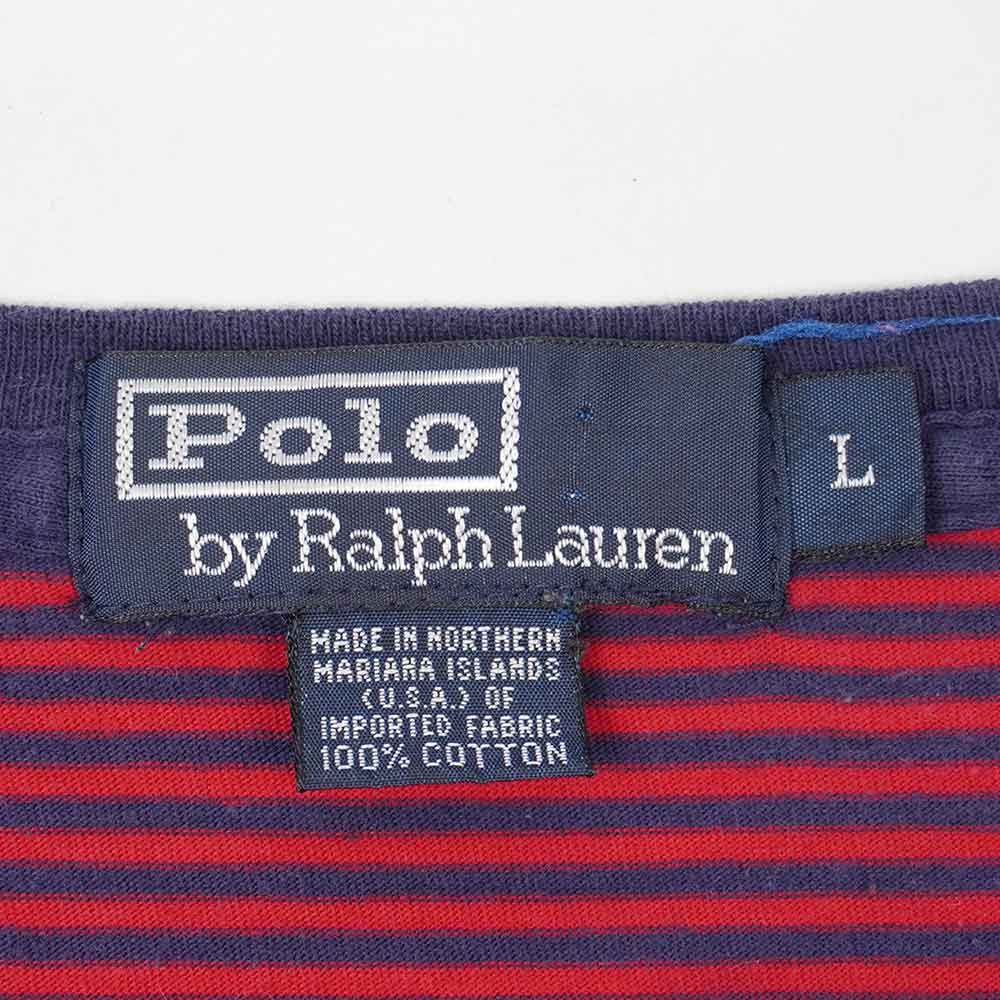 Polo
by Ralph Lauren
L
MADE IN NORTHERN
MARIANA ISLANDS
(U.S.A.) OF
IMPORTED FABRIC
100% COTTON